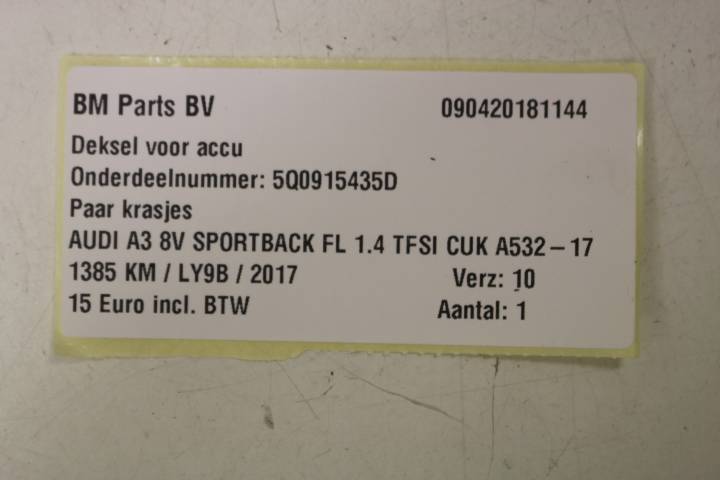 BM Parts BV 090420181144
Deksel voor accu
Onderdeelnummer: 5Q0915435D
Paar krasjes
AUDI A3 8V SPORTBACK FL 1.4 TFSI CUK A532-17
1385 KM / LY9B / 2017 Verz: 10
15 Euro incl. BTW Aantal: 1